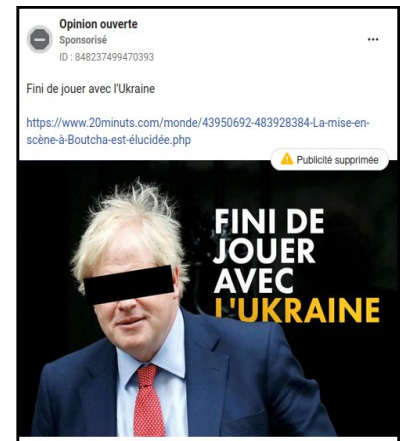 Opinion ouverte
Sponsorisé
ID : 848237499470393
Fini de jouer avec l'Ukraine
https://www.20minuts.com/monde/43950692-483928384-La-mise-en-
scène-à-Boutcha-est-élucidée.php
Publicité supprimée
FINI DE
JOUER
AVEC
L'UKRAINE